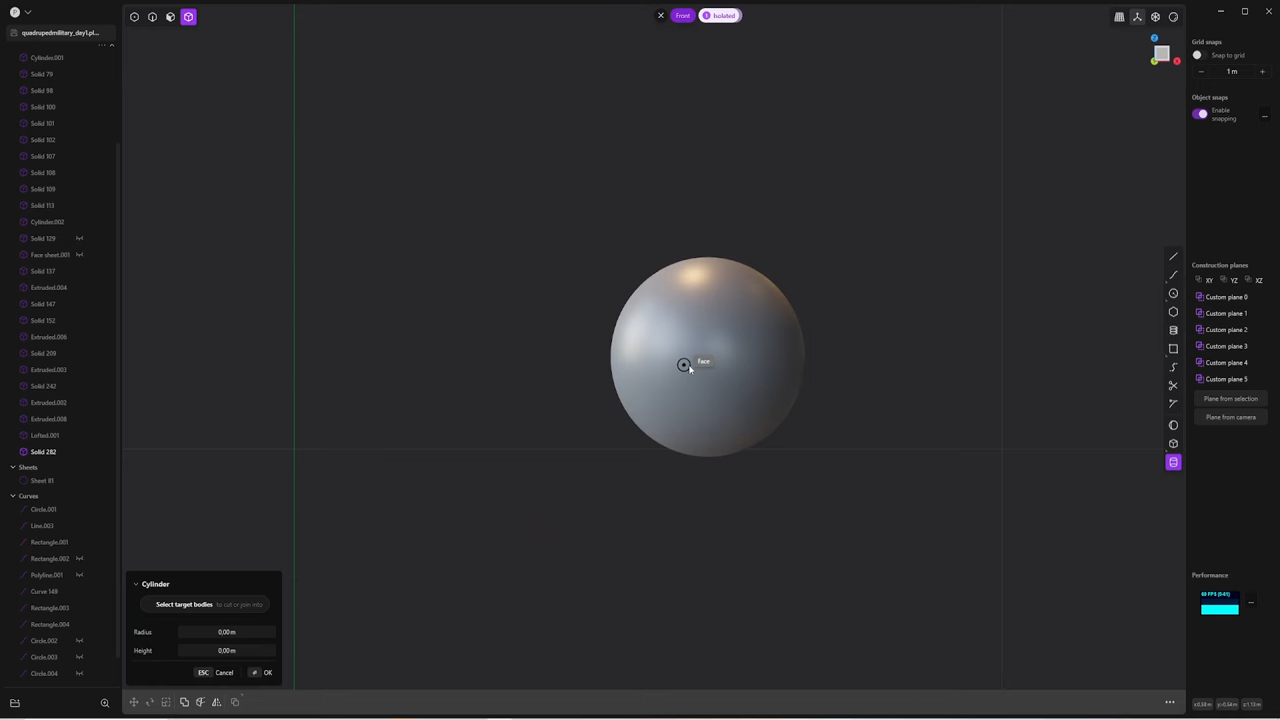 P
quadrupedmilitary_day1.pl...
Front
1
Isolated
Cylinder.001
Solid 79
Solid 98
Solid 100
Solid 101
Solid 102
Solid 107
Solid 108
Solid 109
Solid 113
Cylinder.002
Solid 129
Face sheet.001
Solid 137
Extruded.004
Solid 147
Solid 152
Extruded.006
Solid 209
Extruded.003
Solid 242
Extruded.002
Extruded.008
Lofted.001
Solid 282
Sheets
Sheet 81
Curves
Circle.001
Line.003
Rectangle.001
Rectangle.002
Polyline.001
Curve 149
Rectangle.003
Rectangle.004
Circle.002
Circle.003
Circle.004
Face
Cylinder
Select target bodies to cut or join into
Radius 0,00 m
Height 0,00 m
ESC Cancel OK
Z
Grid snaps
Snap to grid
1 m
Object snaps
Enable snapping
...
Construction planes
XY YZ XZ
Custom plane 0
Custom plane 1
Custom plane 2
Custom plane 3
Custom plane 4
Custom plane 5
Plane from selection
Plane from camera
Performance